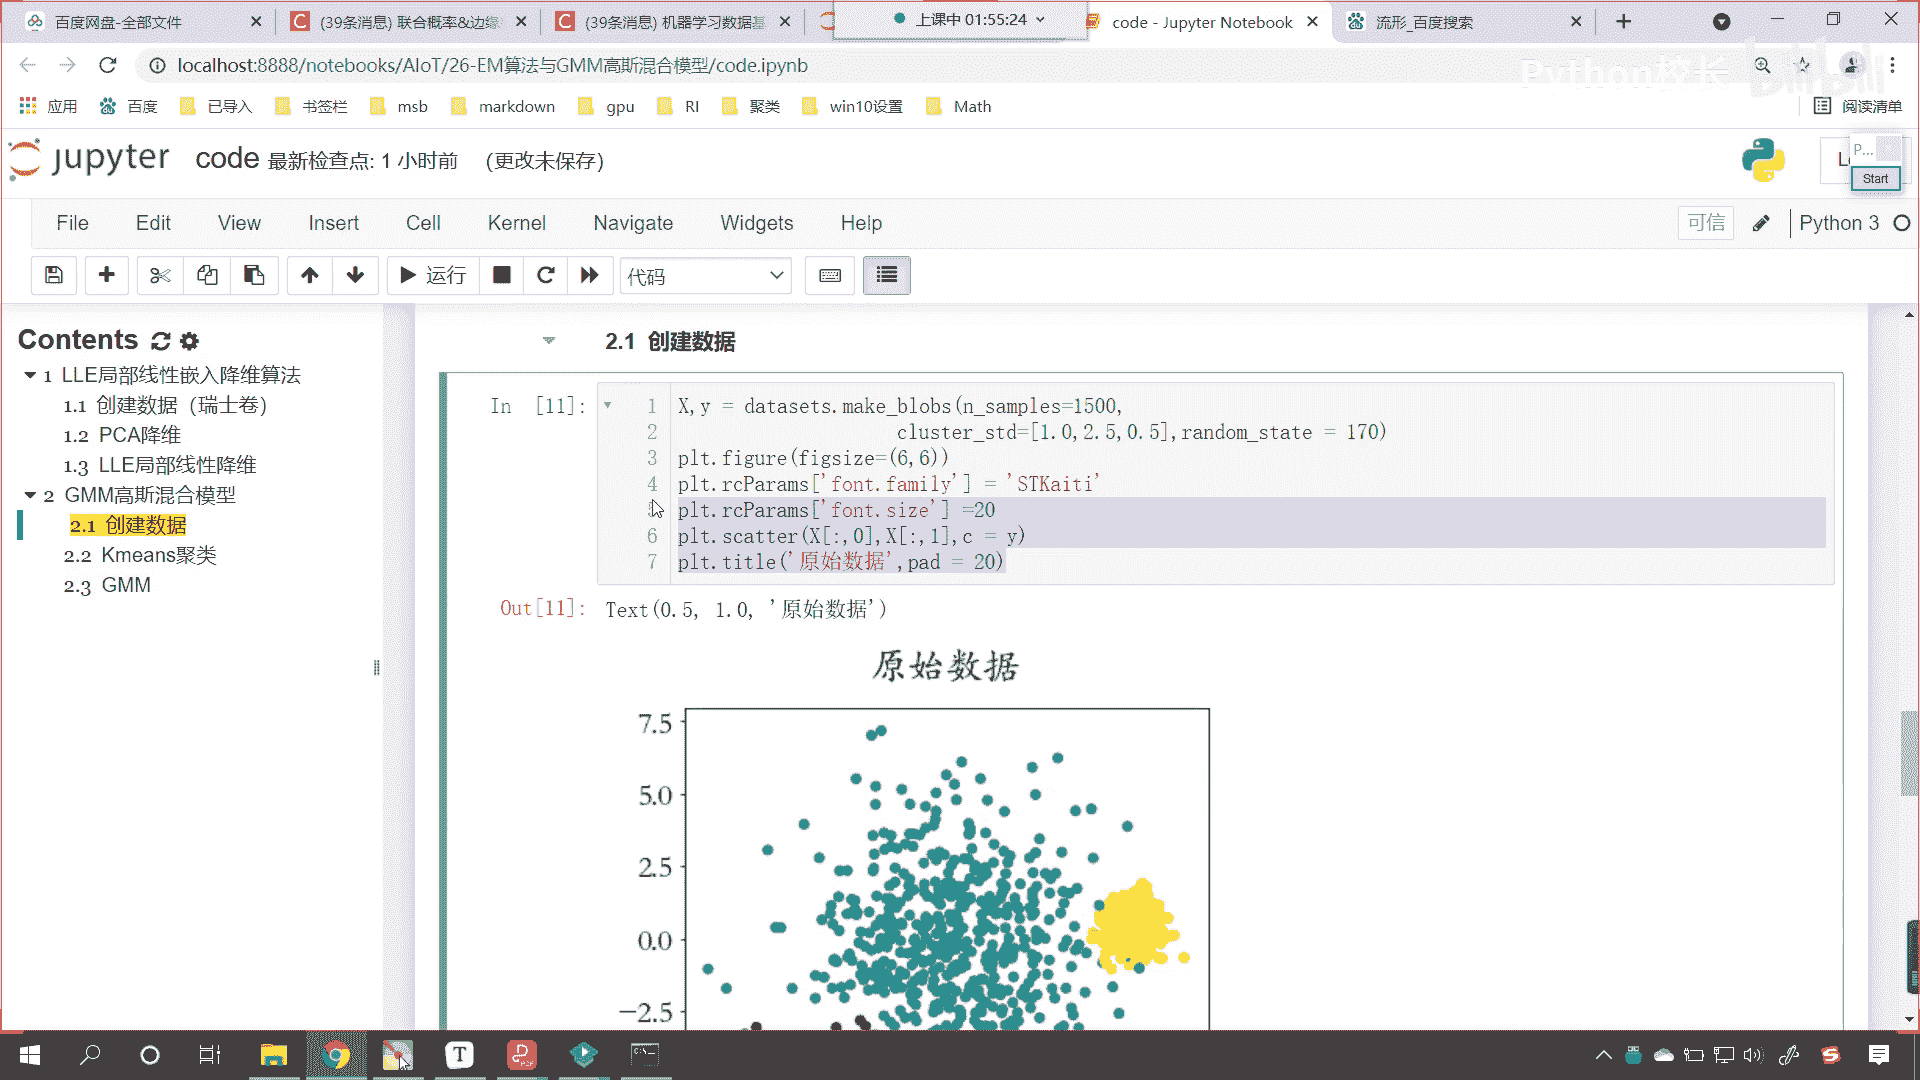 百度网盘-全部文件
(39条消息) 联合概率&边缘
(39条消息) 机器学习数据基
上课中 01:55:24
code - Jupyter Notebook
流形_百度搜索
localhost:8888/notebooks/AIoT/26-EM算法与GMM高斯混合模型/code.ipynb
Python校长
bilibili
应用 百度 已导入 书签栏 msb markdown gpu RI 聚类 win10设置 Math 阅读清单
jupyter code 最新检查点: 1 小时前 (更改未保存)
P...
Start
File Edit View Insert Cell Kernel Navigate Widgets Help 可信 Python 3
运行 代码
Contents
1 LLE局部线性嵌入降维算法
1.1 创建数据（瑞士卷）
1.2 PCA降维
1.3 LLE局部线性降维
2 GMM高斯混合模型
2.1 创建数据
2.2 Kmeans聚类
2.3 GMM
2.1 创建数据
In [11]:
1 X,y = datasets.make_blobs(n_samples=1500,
2 cluster_std=[1.0,2.5,0.5],random_state = 170)
3 plt.figure(figsize=(6,6))
4 plt.rcParams['font.family'] = 'STKaiti'
5 plt.rcParams['font.size'] =20
6 plt.scatter(X[:,0],X[:,1],c = y)
7 plt.title('原始数据',pad = 20)
Out[11]: Text(0.5, 1.0, '原始数据')
原始数据
7.5
5.0
2.5
0.0
−2.5